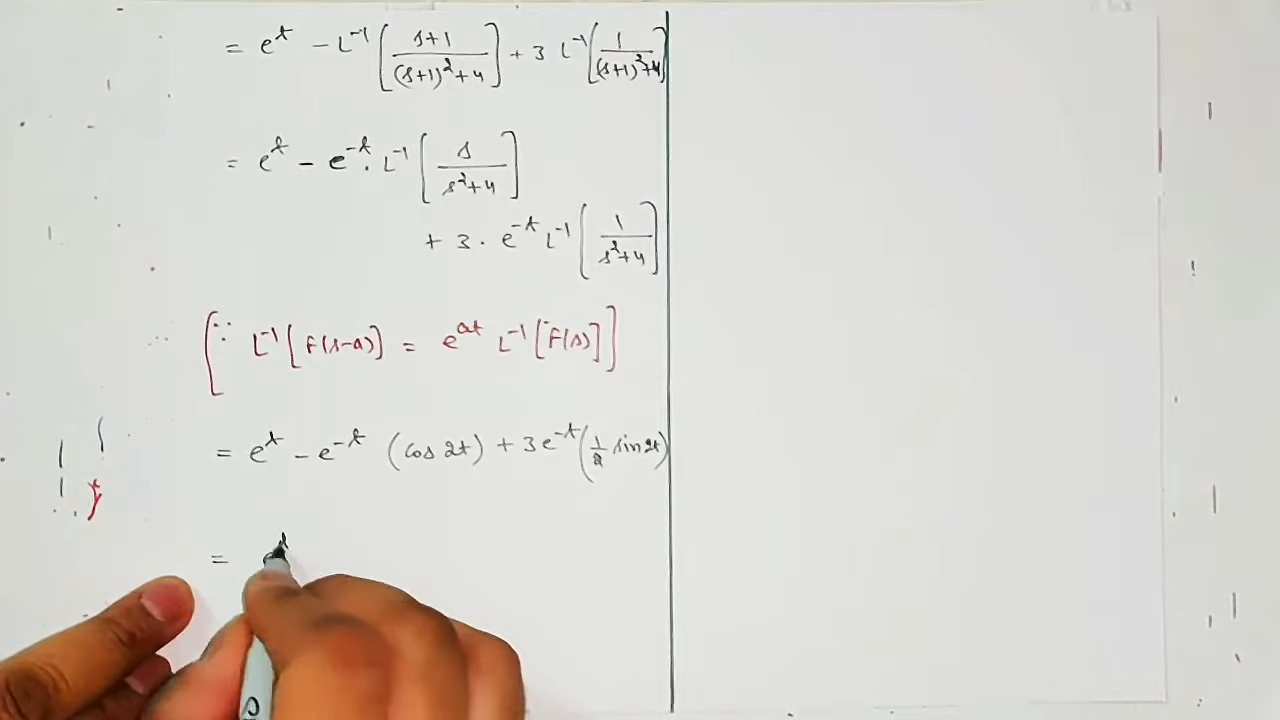 = e^t - L^-1 [ s+1 / (s+1)^2+4 ] + 3 L^-1 [ 1 / (s+1)^2+4 ]
= e^t - e^-t . L^-1 [ s / s^2+4 ]
+ 3 . e^-t L^-1 [ 1 / s^2+4 ]
[ ∵ L^-1 [F(s-a)] = e^at L^-1 [F(s)] ]
= e^t - e^-t (cos 2t) + 3 e^-t ( 1/2 sin 2t)
=